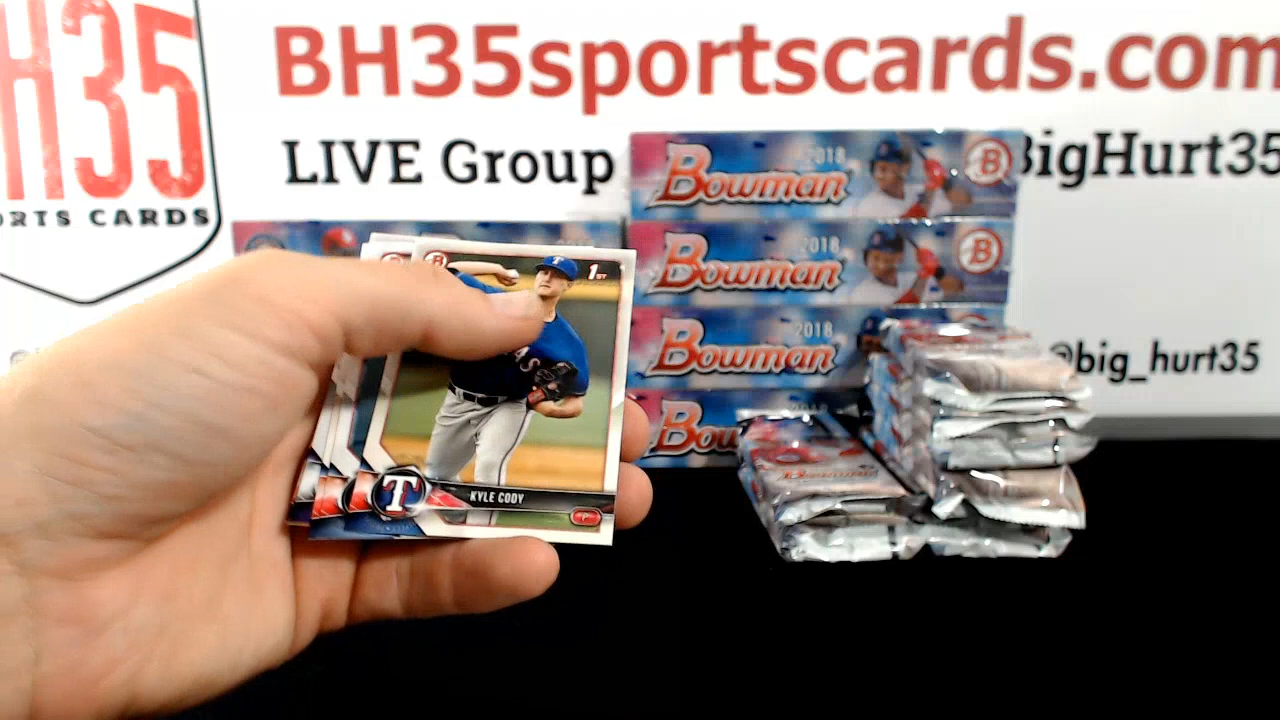 H35
ORTS CARDS
BH35sportscards.com
LIVE Group
BigHurt35
@big_hurt35
2018
Bowman
B
2018
Bowman
B
2018
Bowman
Bow
1ST
T
KYLE CODY